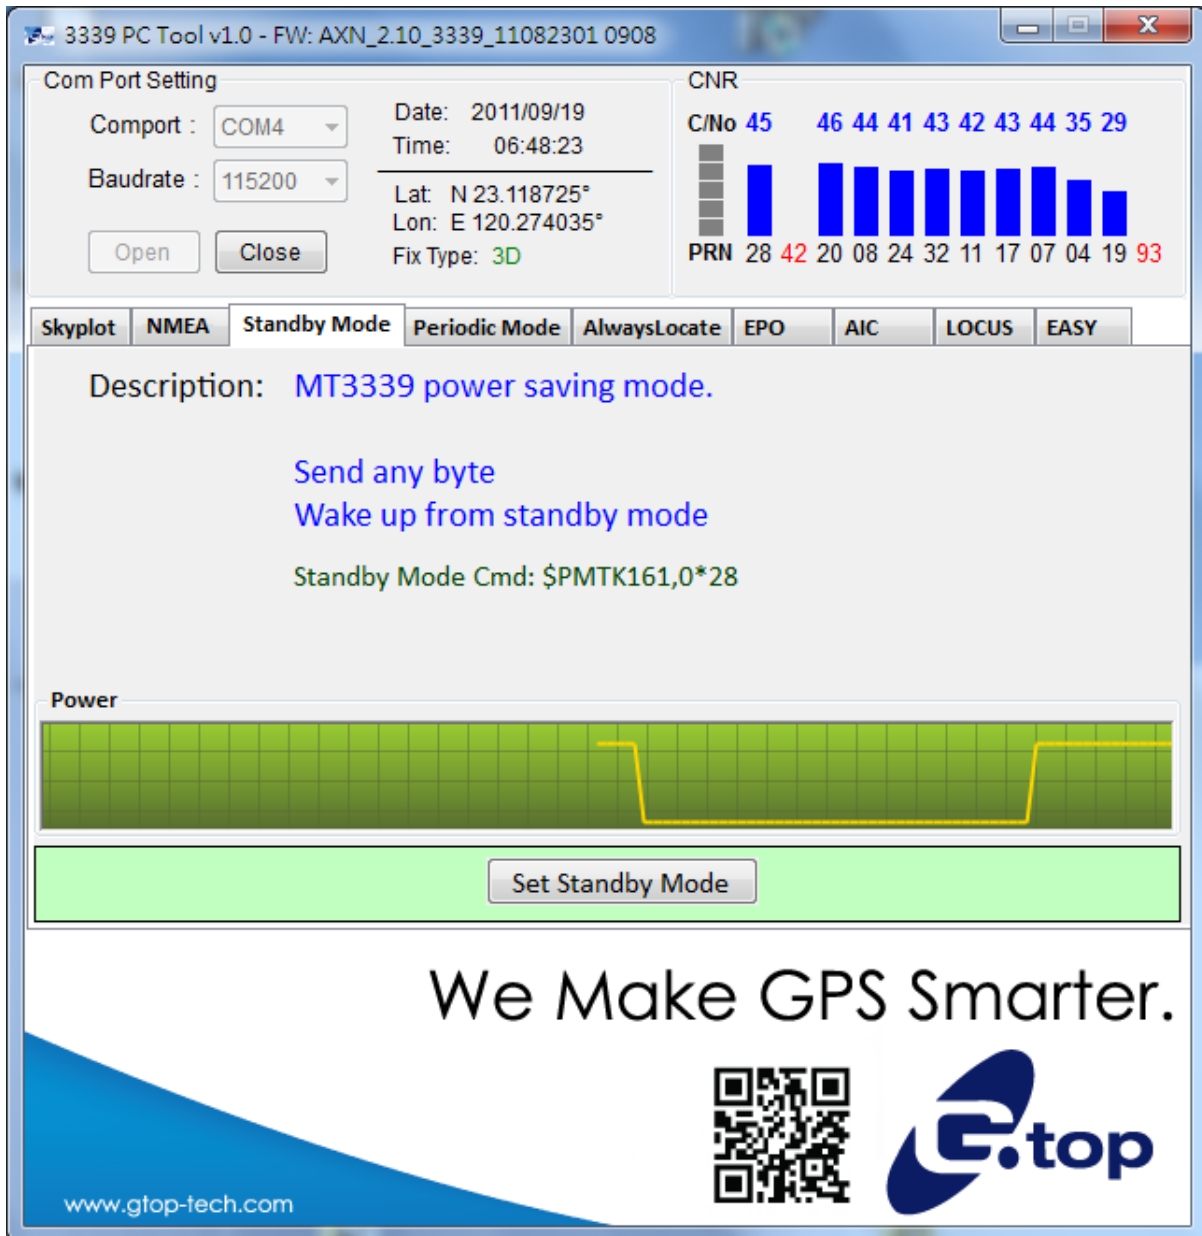 3339 PC Tool v1.0 - FW: AXN_2.10_3339_11082301 0908
Com Port Setting
Comport : COM4
Baudrate : 115200
Open Close
Date: 2011/09/19
Time: 06:48:23
Lat: N 23.118725°
Lon: E 120.274035°
Fix Type: 3D
CNR
C/No 45 46 44 41 43 42 43 44 35 29
PRN 28 42 20 08 24 32 11 17 07 04 19 93
Skyplot NMEA Standby Mode Periodic Mode AlwaysLocate EPO AIC LOCUS EASY
Description: MT3339 power saving mode.
Send any byte
Wake up from standby mode
Standby Mode Cmd: $PMTK161,0*28
Power
Set Standby Mode
We Make GPS Smarter.
G.top
www.gtop-tech.com